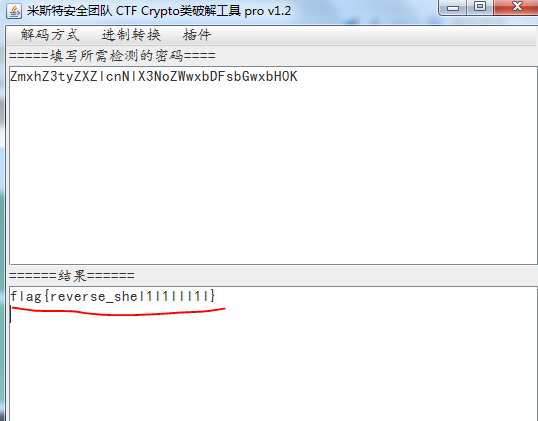 米斯特安全团队 CTF Crypto类破解工具 pro v1.2
解码方式 进制转换 插件
=====填写所需检测的密码====
ZmxhZ3tyZXZlcnNlX3NoZWwxbDFsbGwxbH0K
======结果======
flag{reverse_shel1l1lll1l}